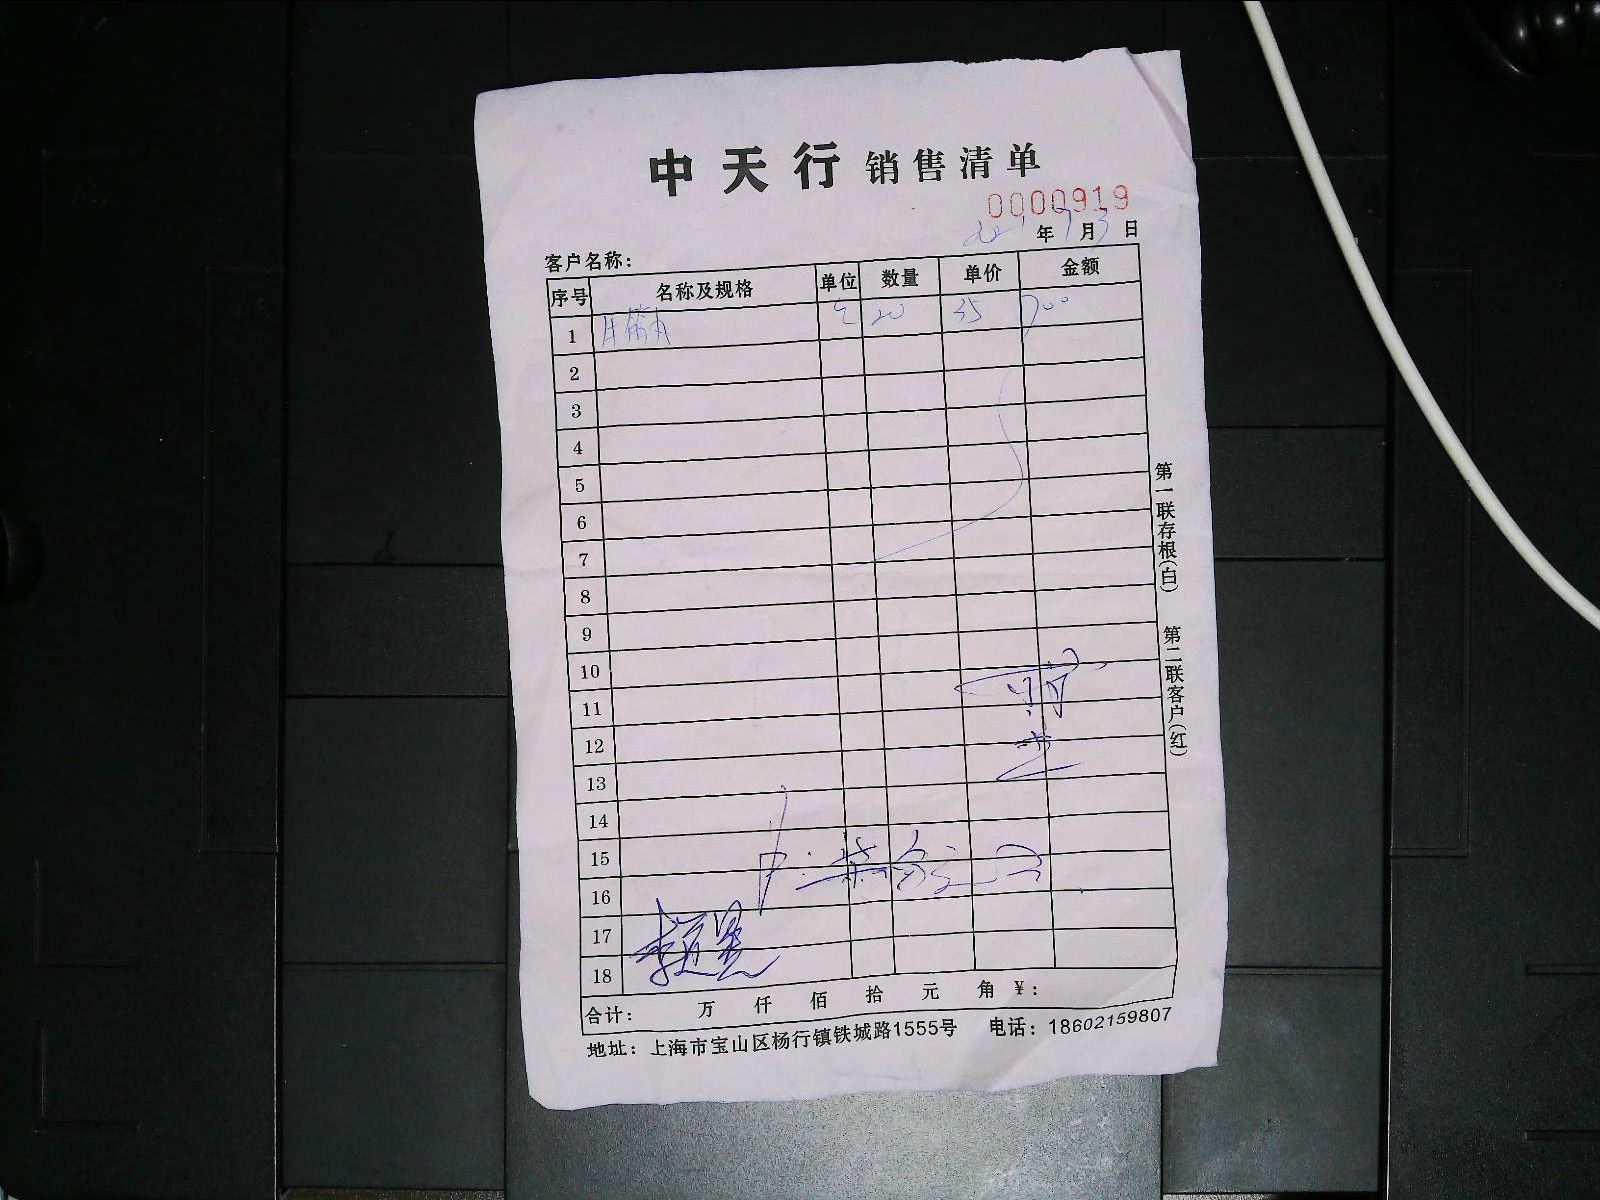 中天行 销售清单
0000919
年 7 月 3 日
客户名称：
序号 名称及规格 单位 数量 单价 金额
1 20 35 700
2
3
4
5
6
7
8
9
10
11
12
13
14
15
16
17
18
合计： 万 仟 佰 拾 元 角 ¥：
地址：上海市宝山区杨行镇铁城路1555号 电话：18602159807
第一联存根(白)
第二联客户(红)